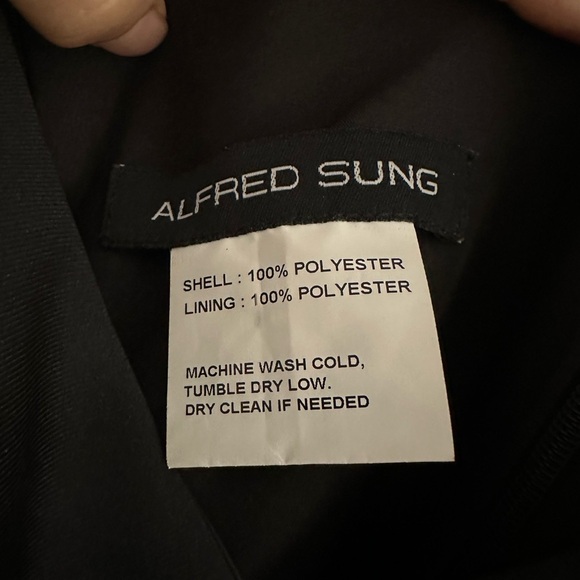 ALFRED SUNG
SHELL : 100% POLYESTER
LINING : 100% POLYESTER
MACHINE WASH COLD,
TUMBLE DRY LOW.
DRY CLEAN IF NEEDED